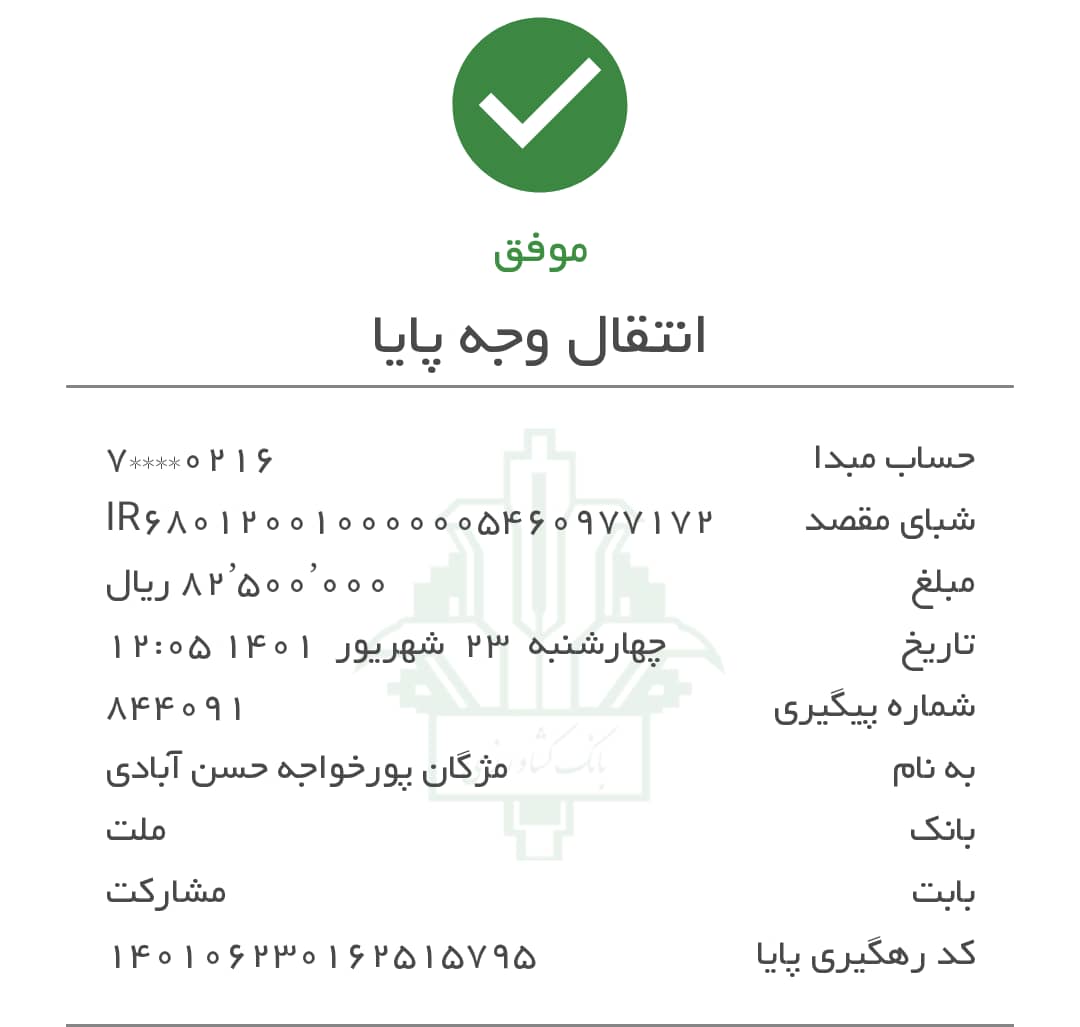 موفق
انتقال وجه پایا
حساب مبدا ۷****۰۲۱۶
شبای مقصد IR۶۸۰۱۲۰۰۱۰۰۰۰۰۰۵۴۶۰۹۷۷۱۷۲
مبلغ ۸۲٬۵۰۰٬۰۰۰ ریال
تاریخ چهارشنبه ۲۳ شهریور ۱۴۰۱ ۱۲:۰۵
شماره پیگیری ۸۴۴۰۹۱
به نام مژگان پورخواجه حسن آبادی
بانک ملت
بابت مشارکت
کد رهگیری پایا ۱۴۰۱۰۶۲۳۰۱۶۲۵۱۵۷۹۵
بانک کشاورزی